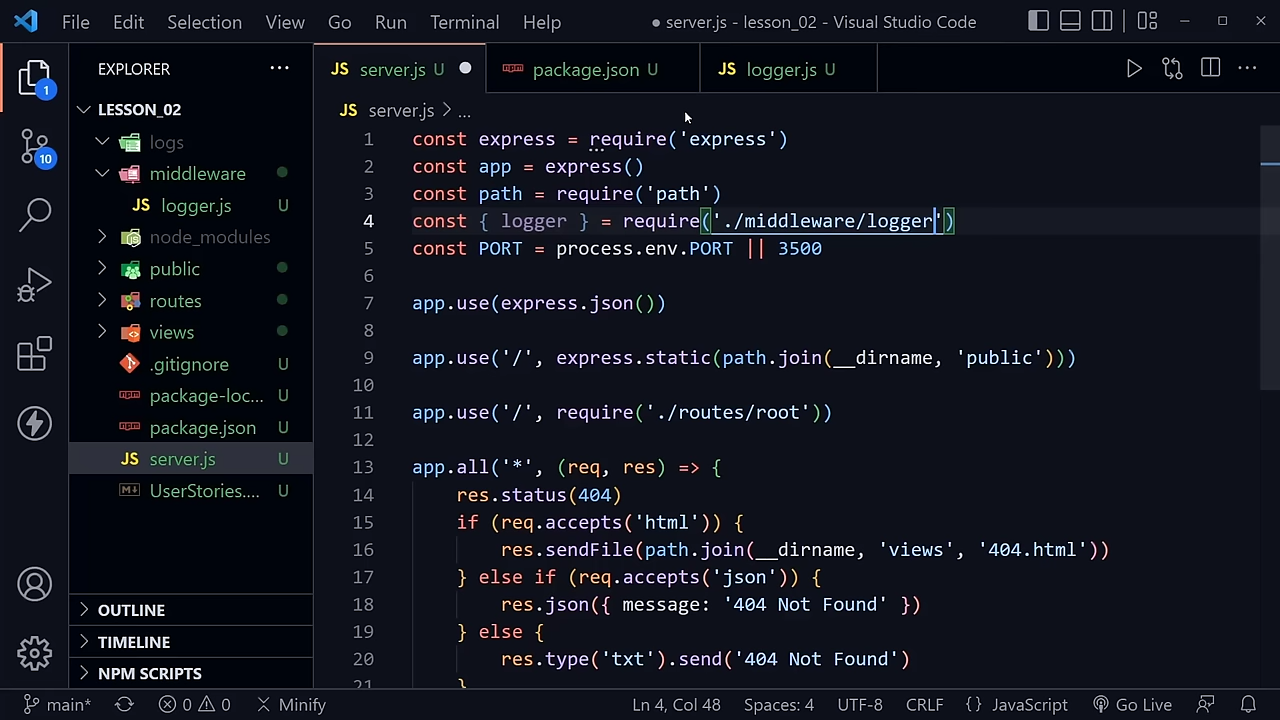 File Edit Selection View Go Run Terminal Help
● server.js - lesson_02 - Visual Studio Code
EXPLORER ...
JS server.js U ●
package.json U
JS logger.js U
1
10
LESSON_02
logs
middleware
JS logger.js U
node_modules
public
routes
views
.gitignore U
package-loc... U
package.json U
JS server.js U
UserStories.... U
OUTLINE
TIMELINE
NPM SCRIPTS
JS server.js > ...
1 const express = require('express')
2 const app = express()
3 const path = require('path')
4 const { logger } = require('./middleware/logger')
5 const PORT = process.env.PORT || 3500
6
7 app.use(express.json())
8
9 app.use('/', express.static(path.join(__dirname, 'public')))
10
11 app.use('/', require('./routes/root'))
12
13 app.all('*', (req, res) => {
14 res.status(404)
15 if (req.accepts('html')) {
16 res.sendFile(path.join(__dirname, 'views', '404.html'))
17 } else if (req.accepts('json')) {
18 res.json({ message: '404 Not Found' })
19 } else {
20 res.type('txt').send('404 Not Found')
21 }
main* 0 0 Minify Ln 4, Col 48 Spaces: 4 UTF-8 CRLF {} JavaScript Go Live